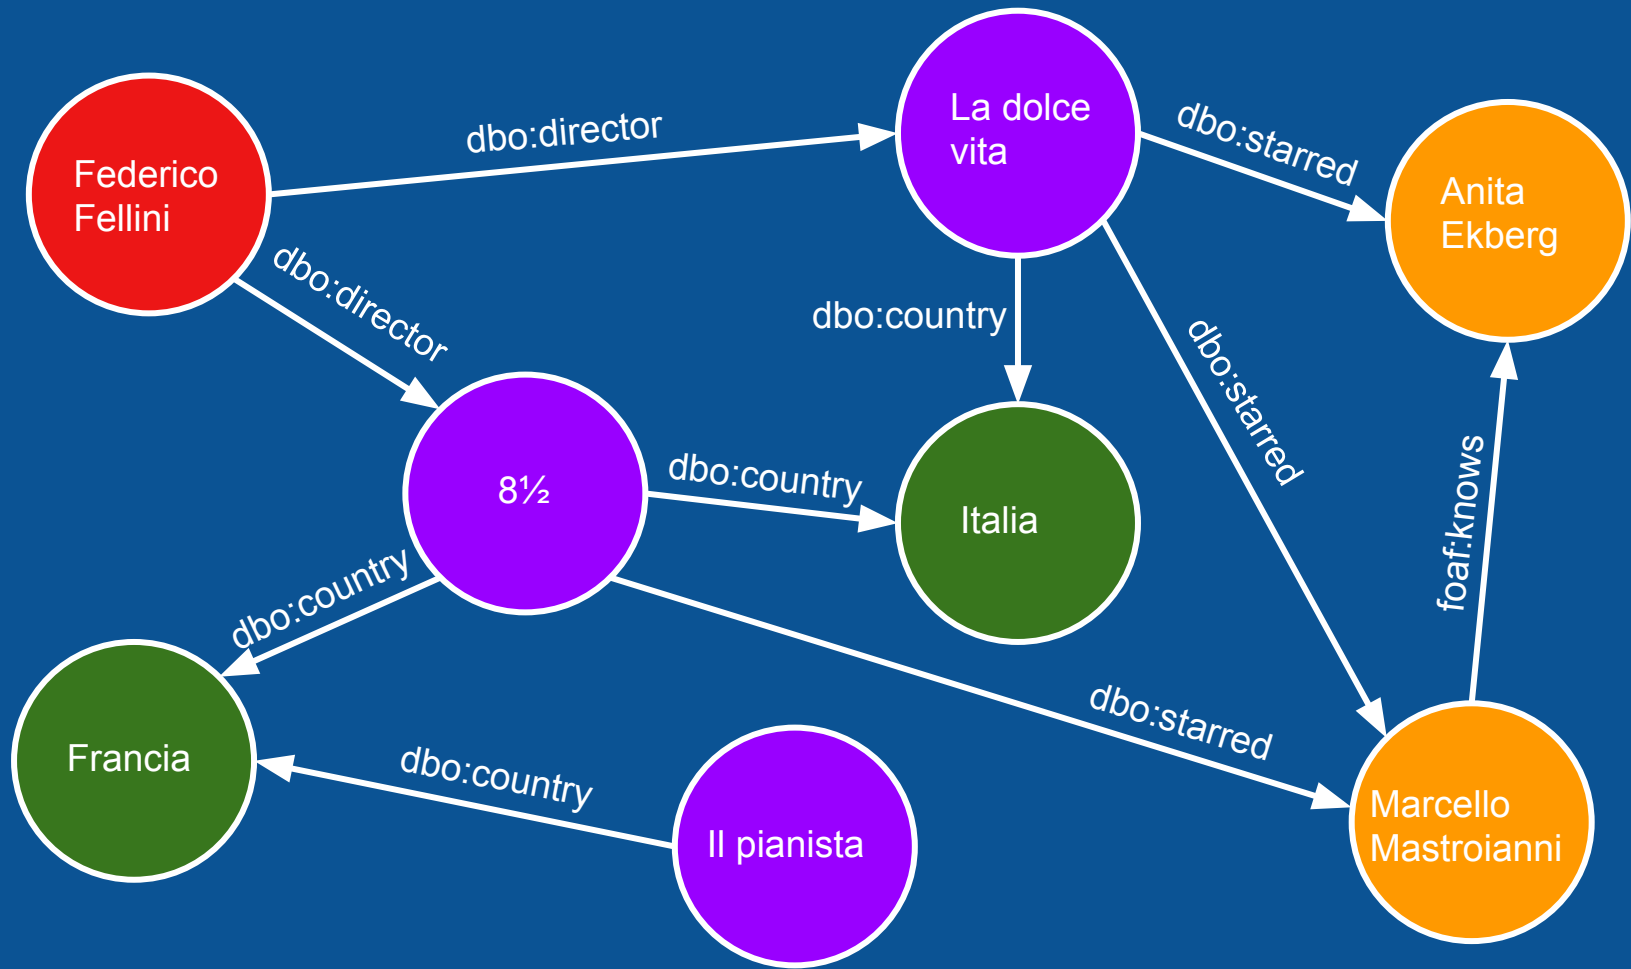 Federico
Fellini
dbo:director
La dolce
vita
dbo:starred
Anita
Ekberg
dbo:director
dbo:country
dbo:starred
8½
dbo:country
Italia
foaf:knows
dbo:country
Francia
dbo:country
Il pianista
dbo:starred
Marcello
Mastroianni